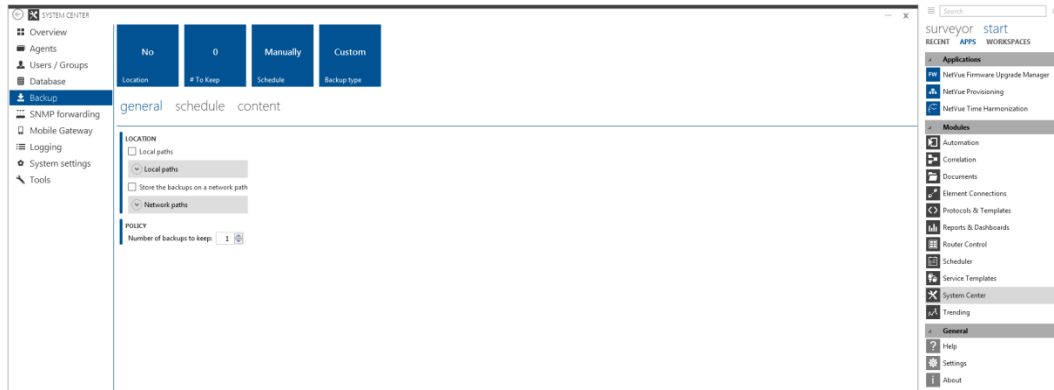 SYSTEM CENTER
Overview
Agents
Users / Groups
Database
Backup
SNMP forwarding
Mobile Gateway
Logging
System settings
Tools
No
Location
0
# To Keep
Manually
Schedule
Custom
Backup type
general schedule content
LOCATION
Local paths
Local paths
Store the backups on a network path
Network paths
POLICY
Number of backups to keep: 1
Search
surveyor start
RECENT APPS WORKSPACES
Applications
FW NetVue Firmware Upgrade Manager
NetVue Provisioning
NetVue Time Harmonization
Modules
Automation
Correlation
Documents
Element Connections
Protocols & Templates
Reports & Dashboards
Router Control
Scheduler
Service Templates
System Center
Trending
General
? Help
Settings
i About